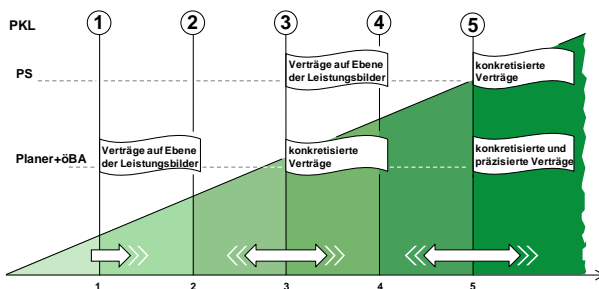 PKL
1 2 3 4 5
Verträge auf Ebene
der Leistungsbilder
konkretisierte
Verträge
PS
Verträge auf Ebene
der Leistungsbilder
konkretisierte
Verträge
konkretisierte und
präzisierte Verträge
Planer+öBA
1 2 3 4 5